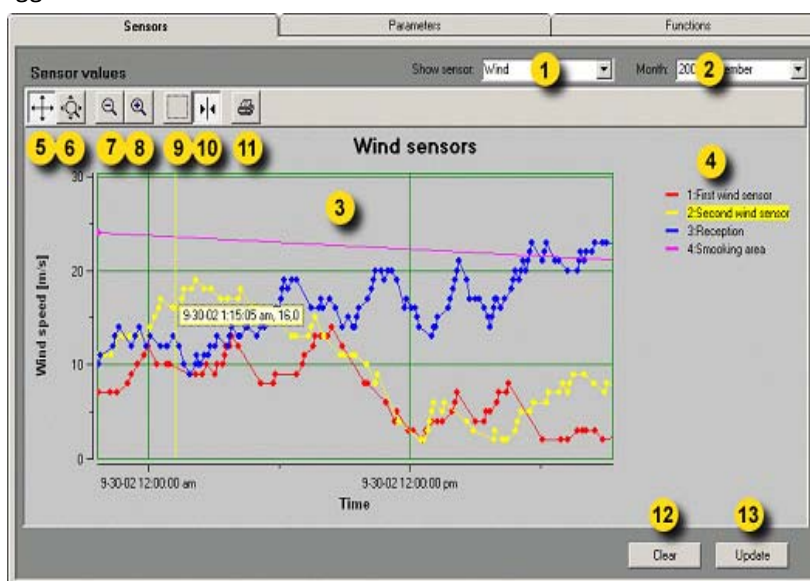 Sensors Parameters Functions
Sensor values Show sensor: Wind 1 Month: 2
5 6 7 8 9 10 11
Wind sensors
4
3
1:First wind sensor
2:Second wind sensor
3:Reception
4:Smooking area
Wind speed [m/s]
30
20
10
0
9-30-02 1:15:05 am, 16,0
9-30-02 12:00:00 am 9-30-02 12:00:00 pm
Time
12 13
Clear Update